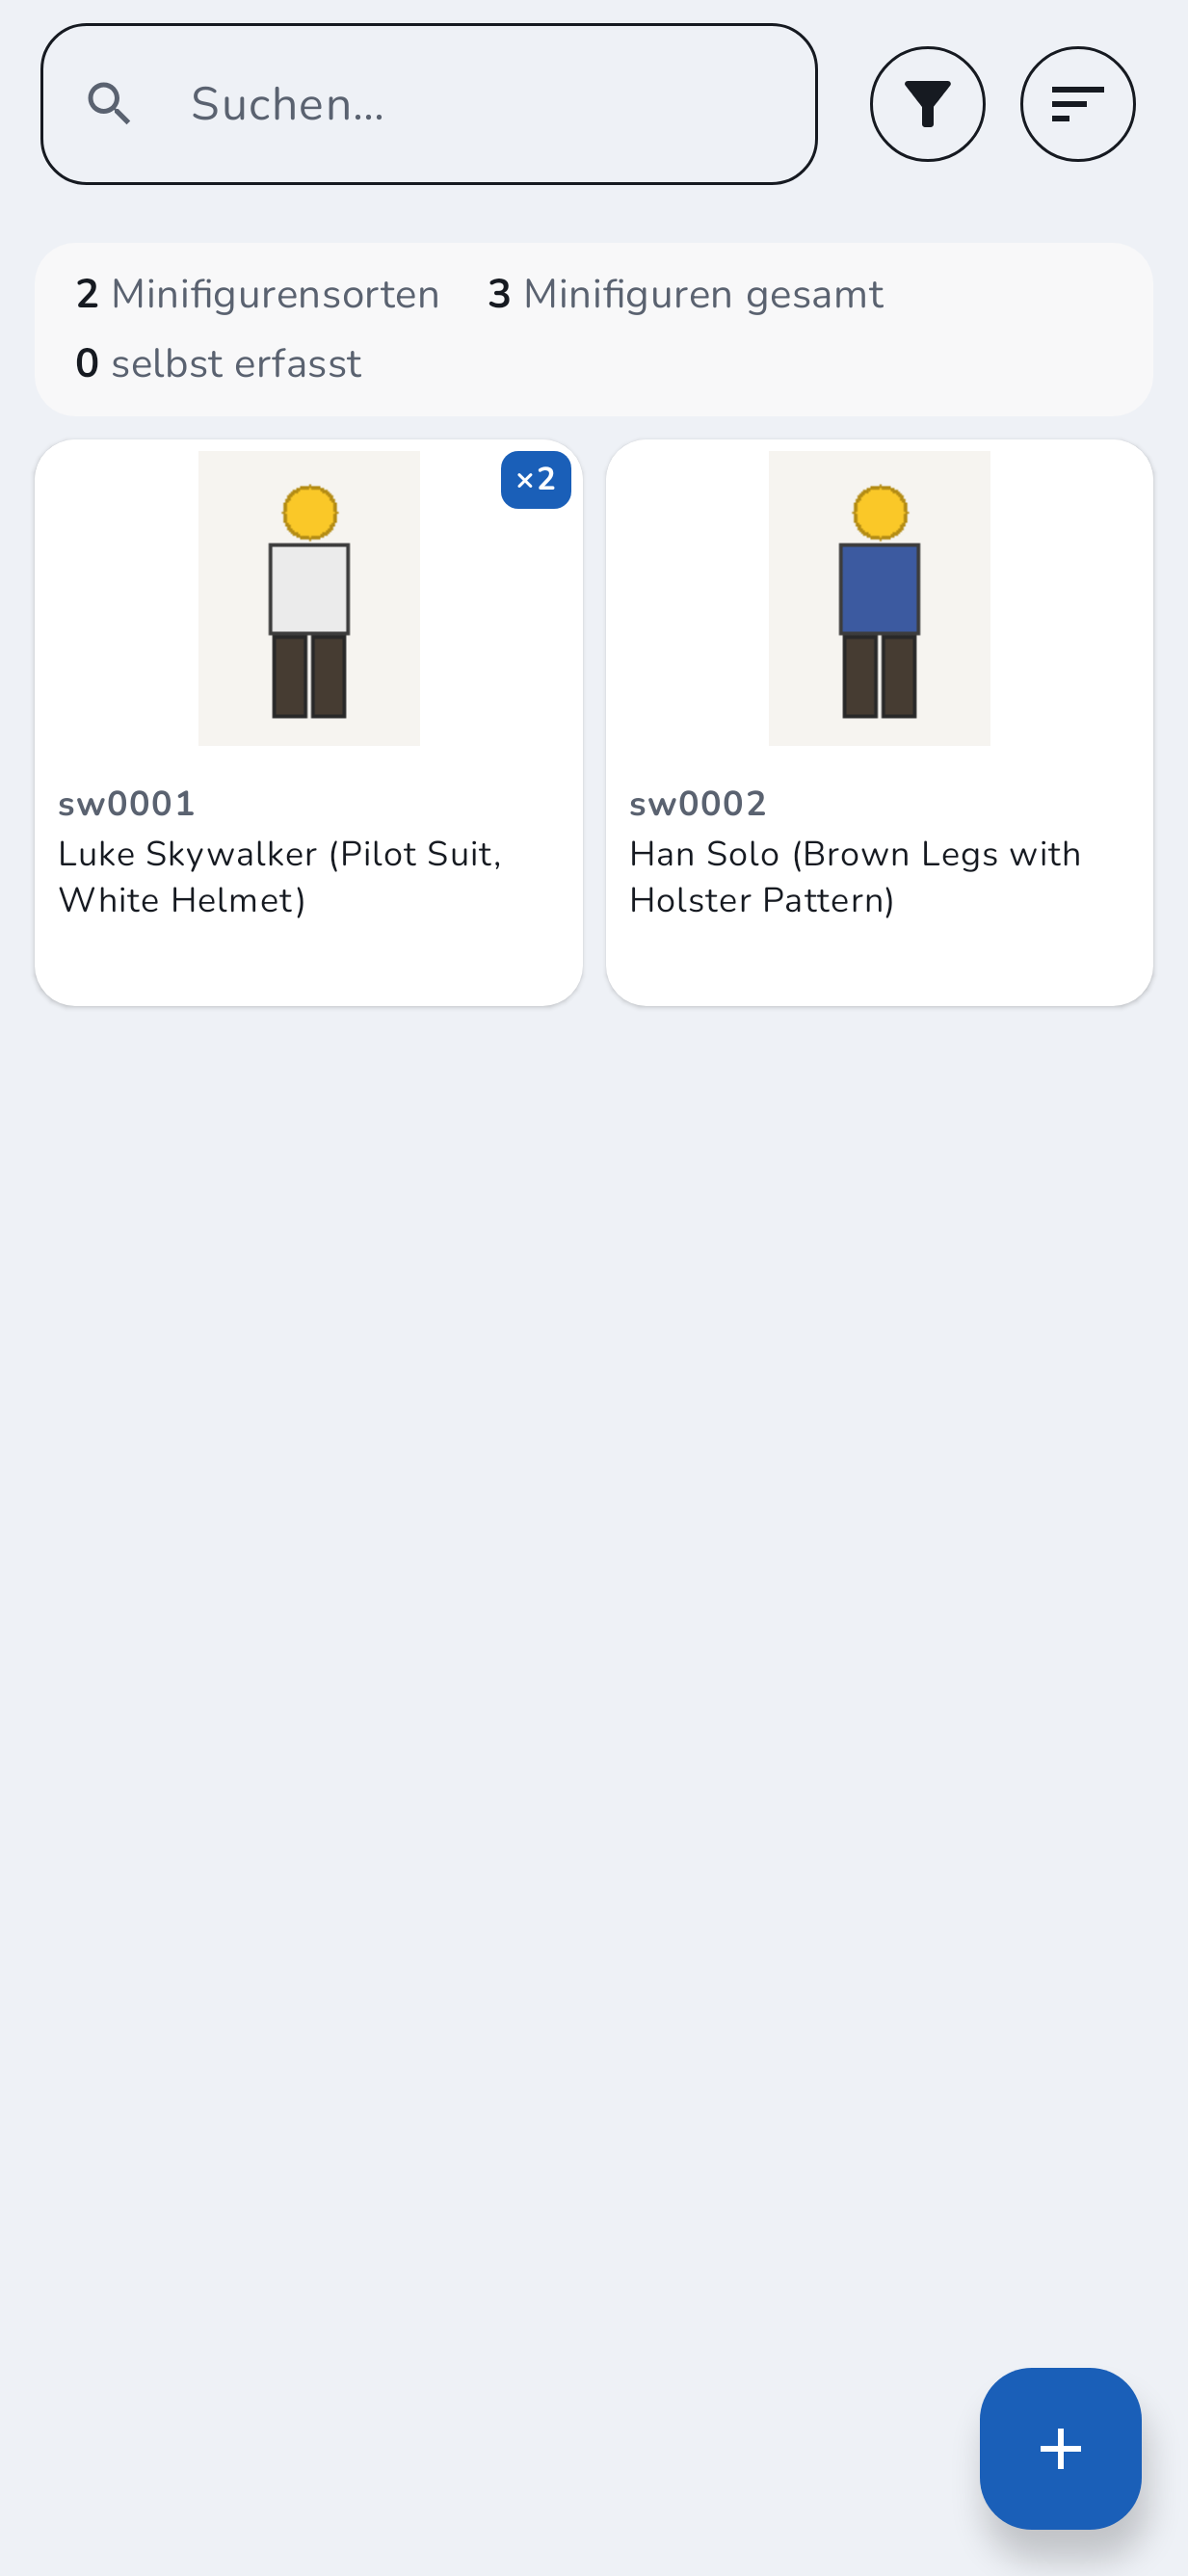 Suchen...
2 Minifigurensorten 3 Minifiguren gesamt
0 selbst erfasst
×2
sw0001
Luke Skywalker (Pilot Suit,
White Helmet)
sw0002
Han Solo (Brown Legs with
Holster Pattern)